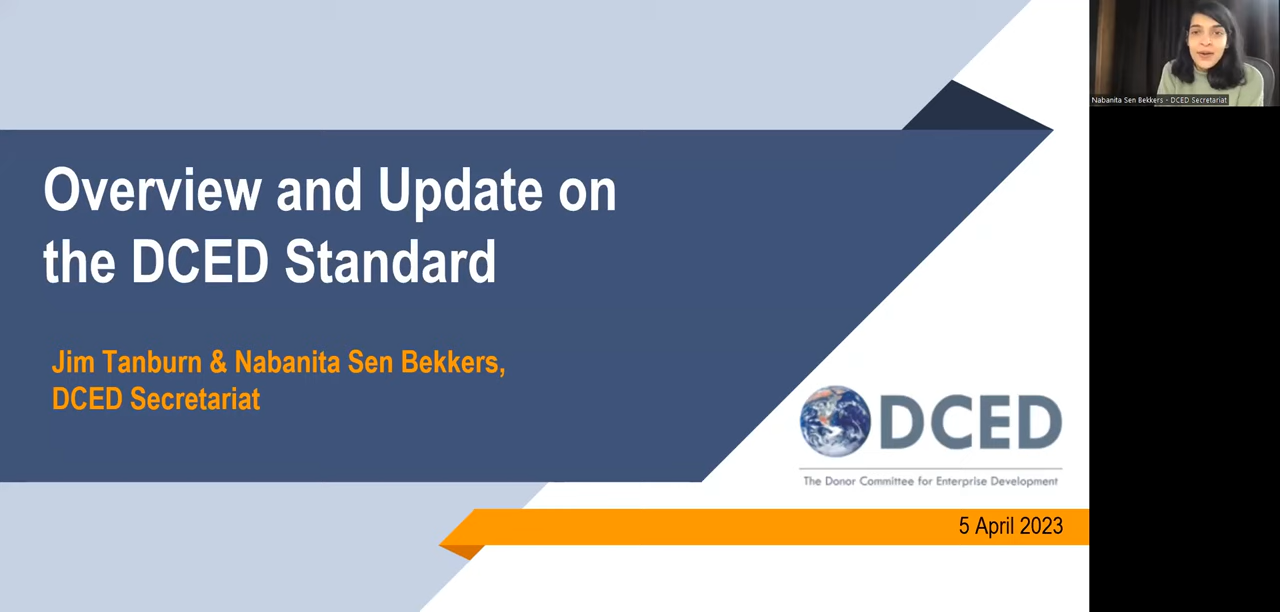 Overview and Update on
the DCED Standard
Jim Tanburn & Nabanita Sen Bekkers,
DCED Secretariat
DCED
The Donor Committee for Enterprise Development
5 April 2023
Nabanita Sen Bekkers - DCED Secretariat